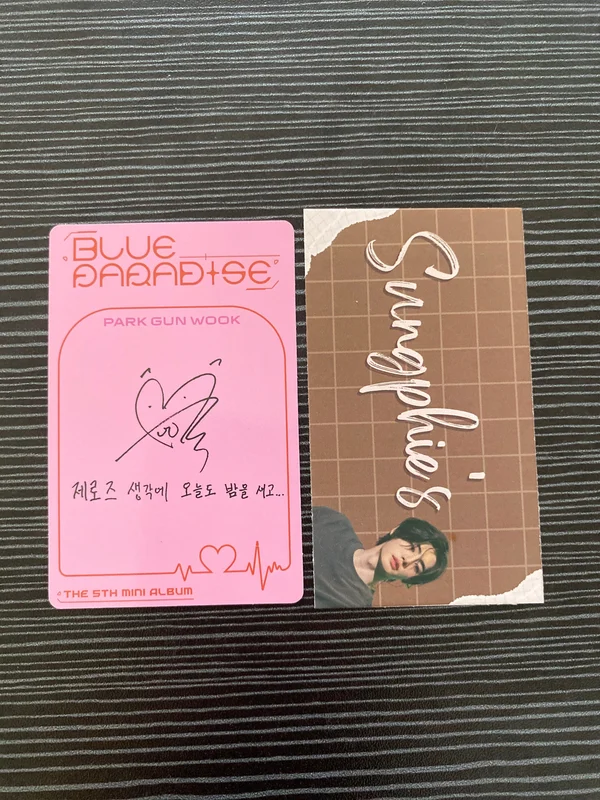 BLUE
PARADISE
PARK GUN WOOK
제로즈 생각에 오늘도 밤을 새고...
THE 5TH MINI ALBUM
Sungphie's